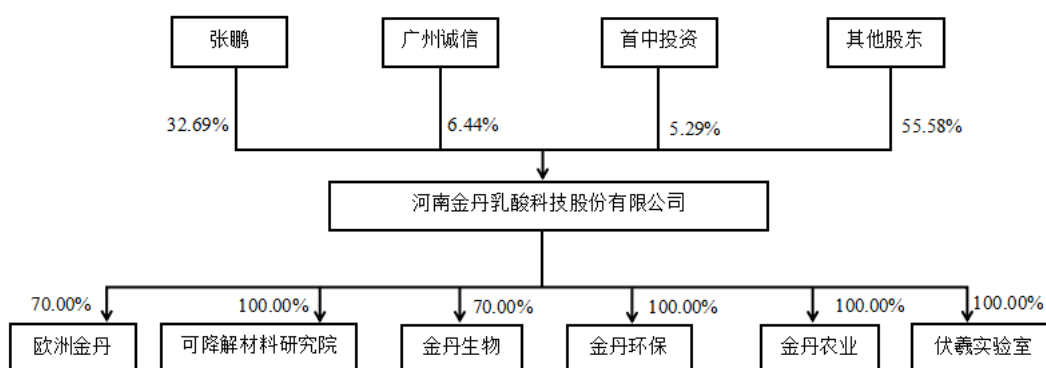 张鹏
广州诚信
首中投资
其他股东
32.69%
6.44%
5.29%
55.58%
河南金丹乳酸科技股份有限公司
70.00%
100.00%
70.00%
100.00%
100.00%
100.00%
欧洲金丹
可降解材料研究院
金丹生物
金丹环保
金丹农业
伏羲实验室